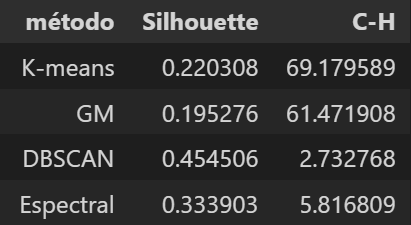 método Silhouette C-H
K-means 0.220308 69.179589
GM 0.195276 61.471908
DBSCAN 0.454506 2.732768
Espectral 0.333903 5.816809